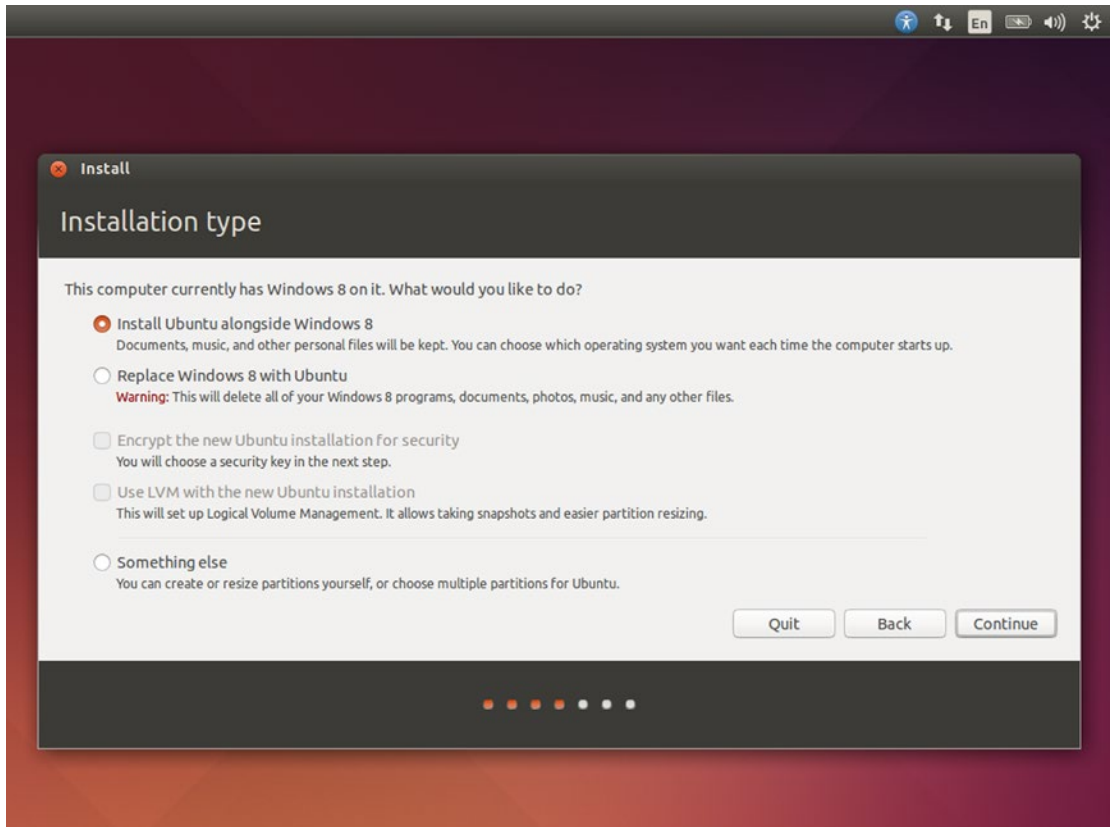 En
Install
Installation type
This computer currently has Windows 8 on it. What would you like to do?
Install Ubuntu alongside Windows 8
Documents, music, and other personal files will be kept. You can choose which operating system you want each time the computer starts up.
Replace Windows 8 with Ubuntu
Warning: This will delete all of your Windows 8 programs, documents, photos, music, and any other files.
Encrypt the new Ubuntu installation for security
You will choose a security key in the next step.
Use LVM with the new Ubuntu installation
This will set up Logical Volume Management. It allows taking snapshots and easier partition resizing.
Something else
You can create or resize partitions yourself, or choose multiple partitions for Ubuntu.
Quit Back Continue